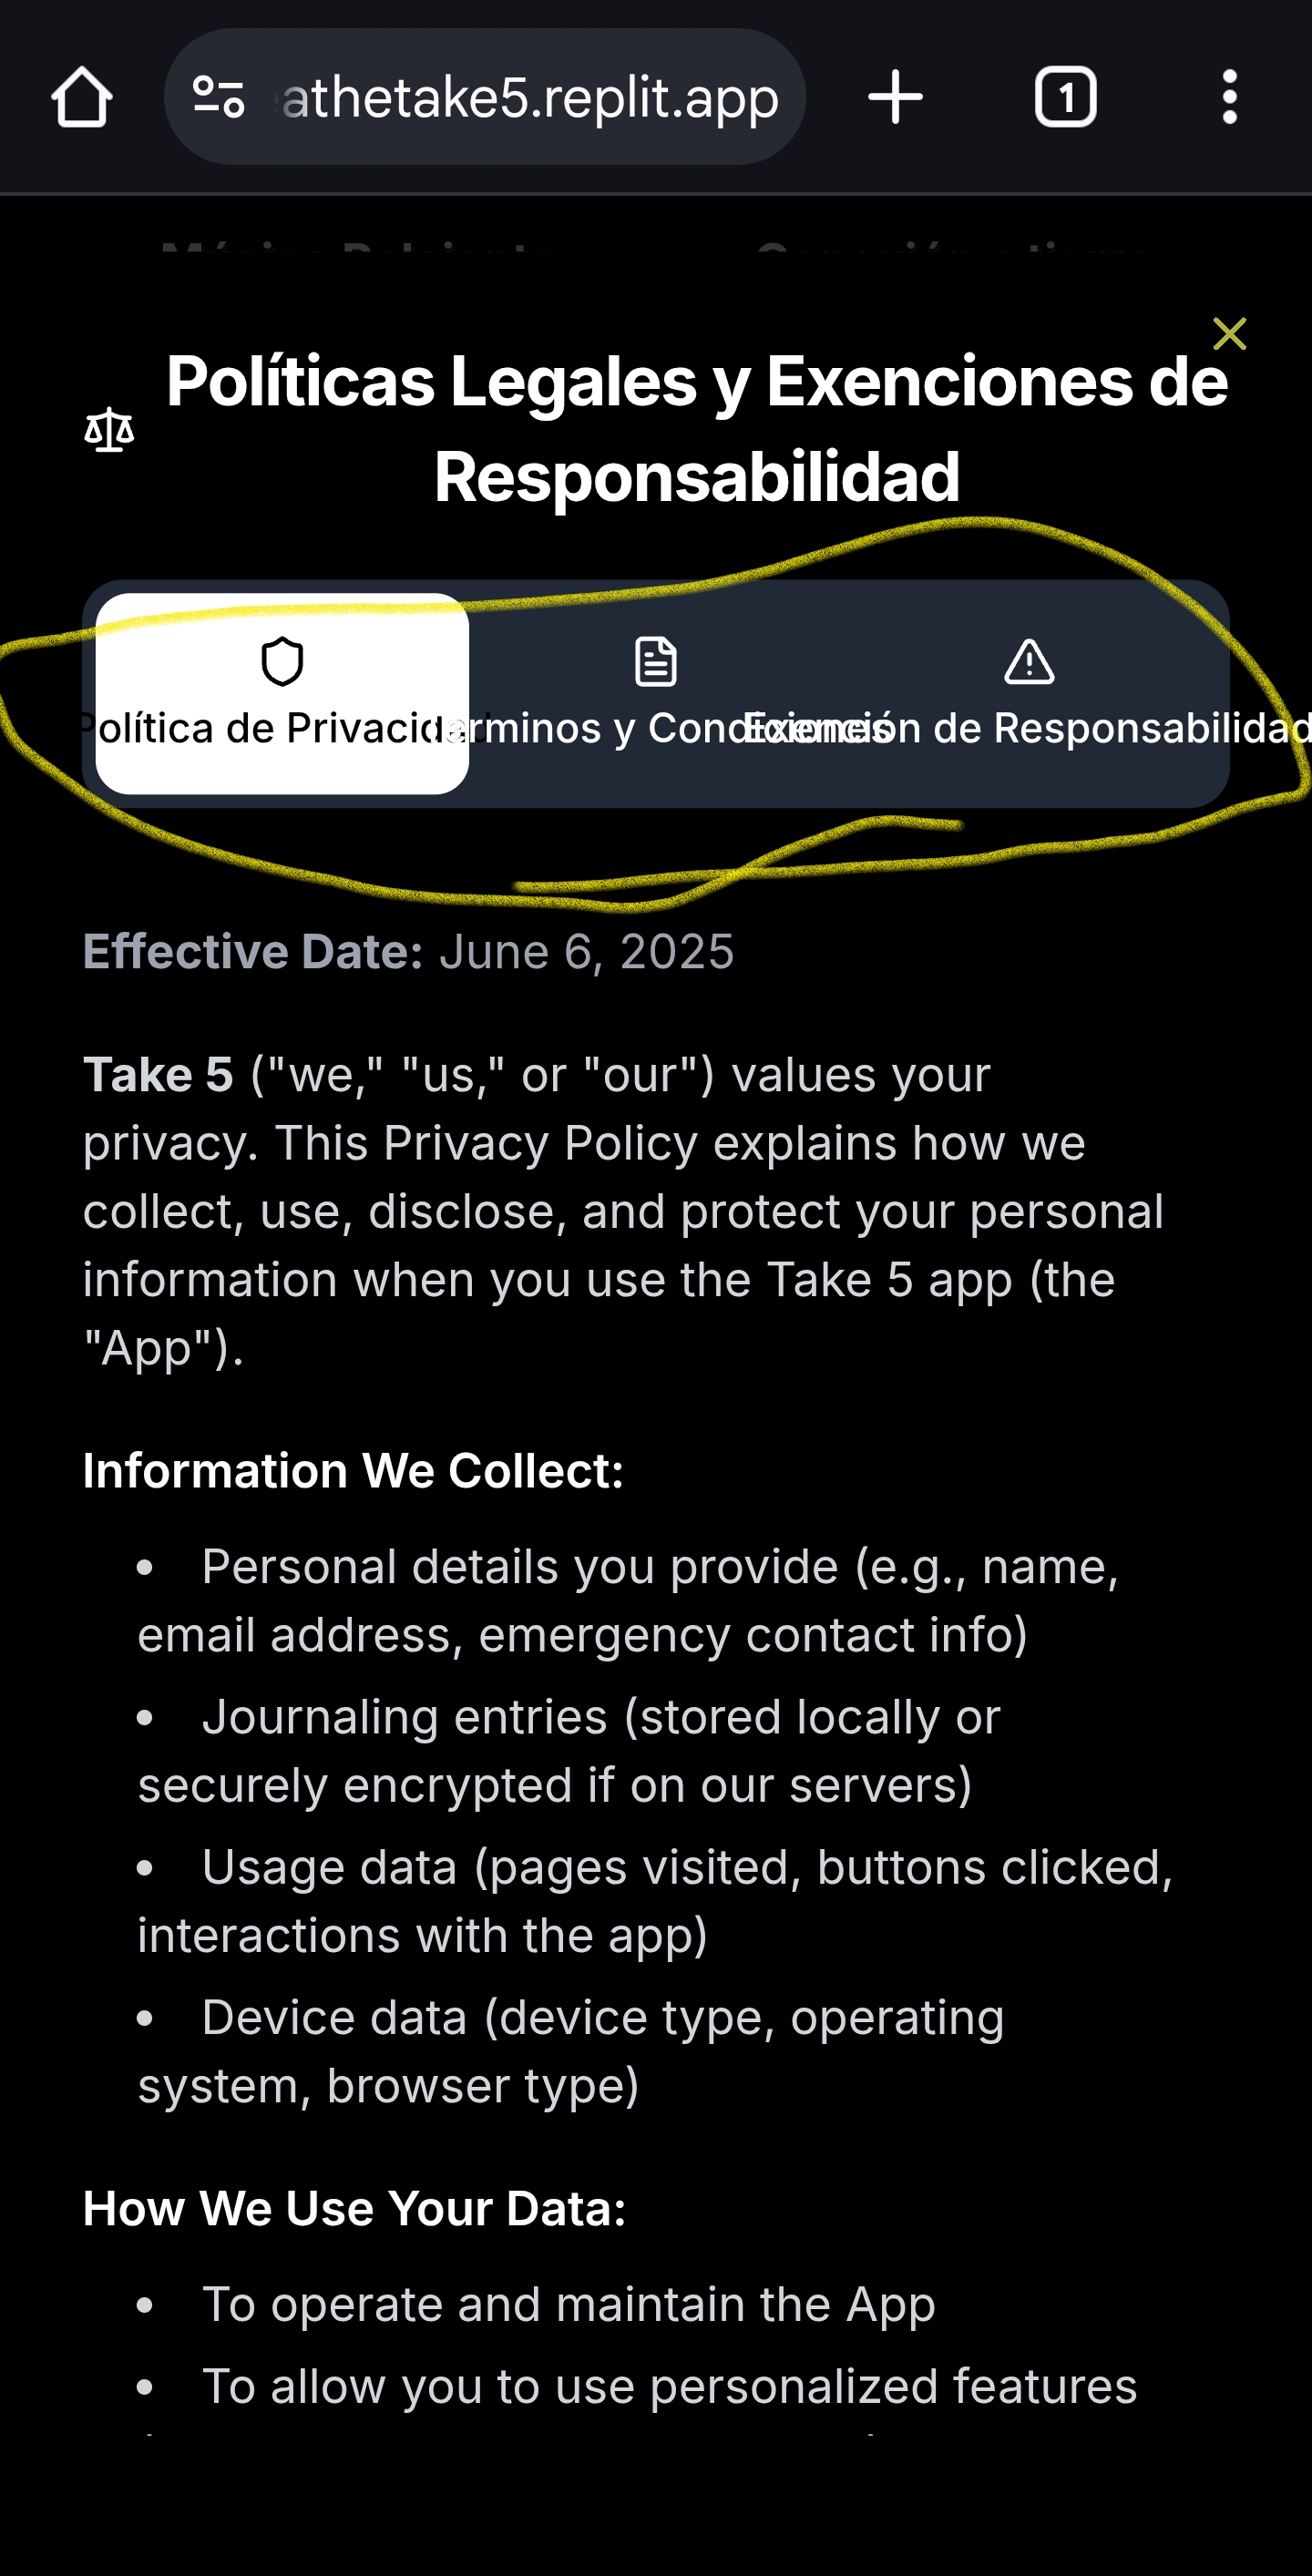 athetake5.replit.app
1
Políticas Legales y Exenciones de
Responsabilidad
Política de Privacidad
Términos y Condiciones
Exención de Responsabilidad
Effective Date: June 6, 2025
Take 5 ("we," "us," or "our") values your
privacy. This Privacy Policy explains how we
collect, use, disclose, and protect your personal
information when you use the Take 5 app (the
"App").
Information We Collect:
• Personal details you provide (e.g., name,
email address, emergency contact info)
• Journaling entries (stored locally or
securely encrypted if on our servers)
• Usage data (pages visited, buttons clicked,
interactions with the app)
• Device data (device type, operating
system, browser type)
How We Use Your Data:
• To operate and maintain the App
• To allow you to use personalized features